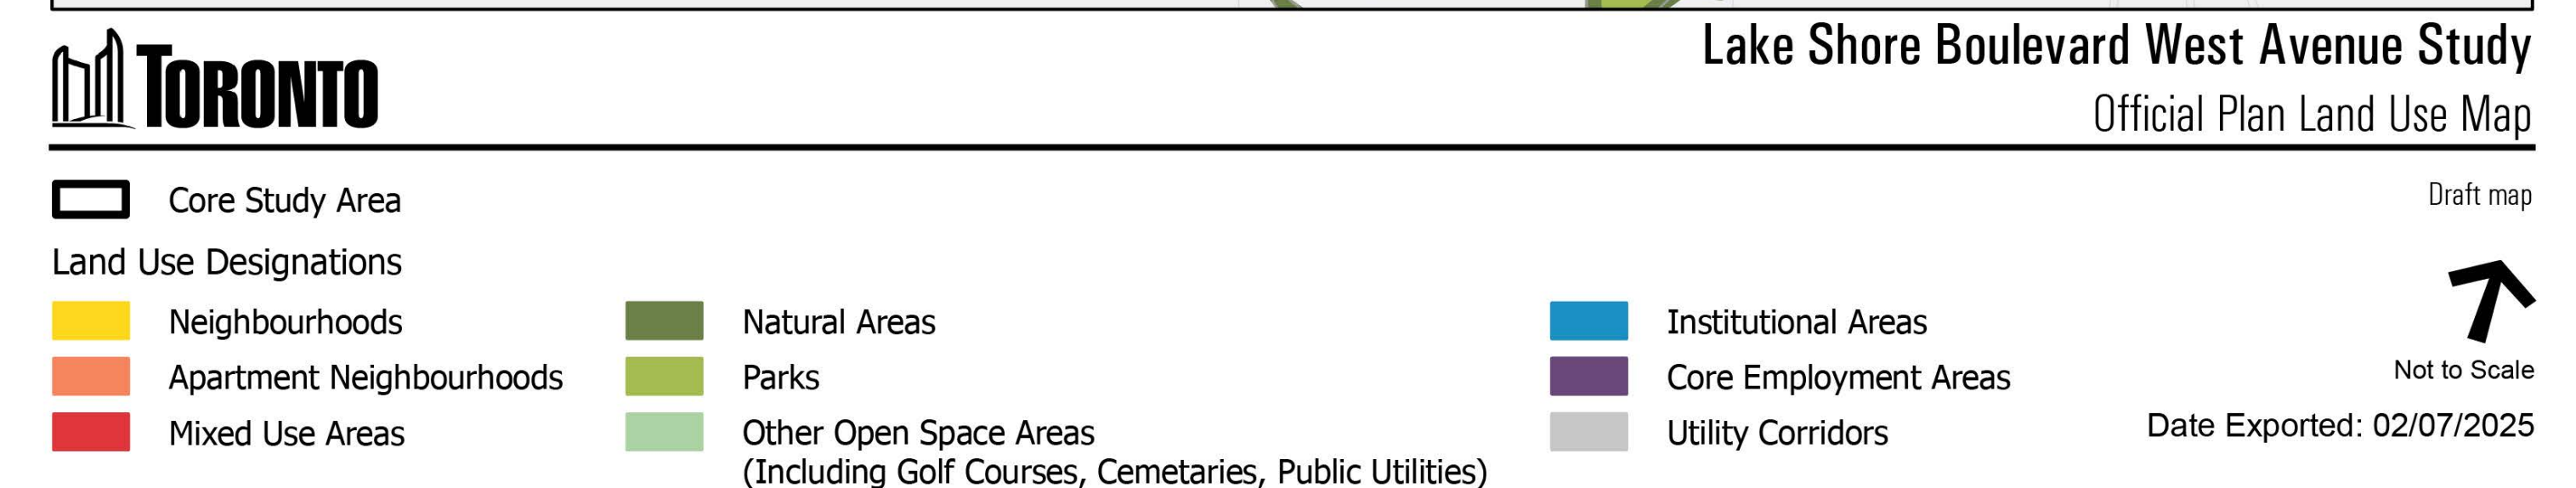 TORONTO
Lake Shore Boulevard West Avenue Study
Official Plan Land Use Map
Core Study Area
Draft map
Land Use Designations
Neighbourhoods
Apartment Neighbourhoods
Mixed Use Areas
Natural Areas
Parks
Other Open Space Areas
(Including Golf Courses, Cemetaries, Public Utilities)
Institutional Areas
Core Employment Areas
Utility Corridors
Not to Scale
Date Exported: 02/07/2025